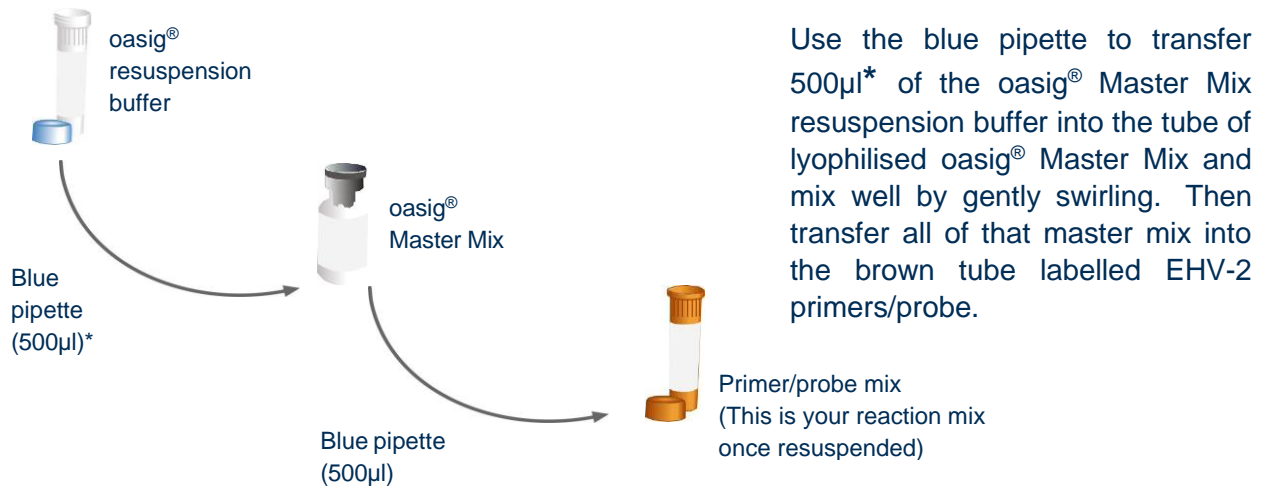 oasig®
resuspension
buffer
Use the blue pipette to transfer
500µl* of the oasig® Master Mix
resuspension buffer into the tube of
lyophilised oasig® Master Mix and
mix well by gently swirling. Then
transfer all of that master mix into
the brown tube labelled EHV-2
primers/probe.
oasig®
Master Mix
Blue
pipette
(500µl)*
Primer/probe mix
(This is your reaction mix
once resuspended)
Blue pipette
(500µl)